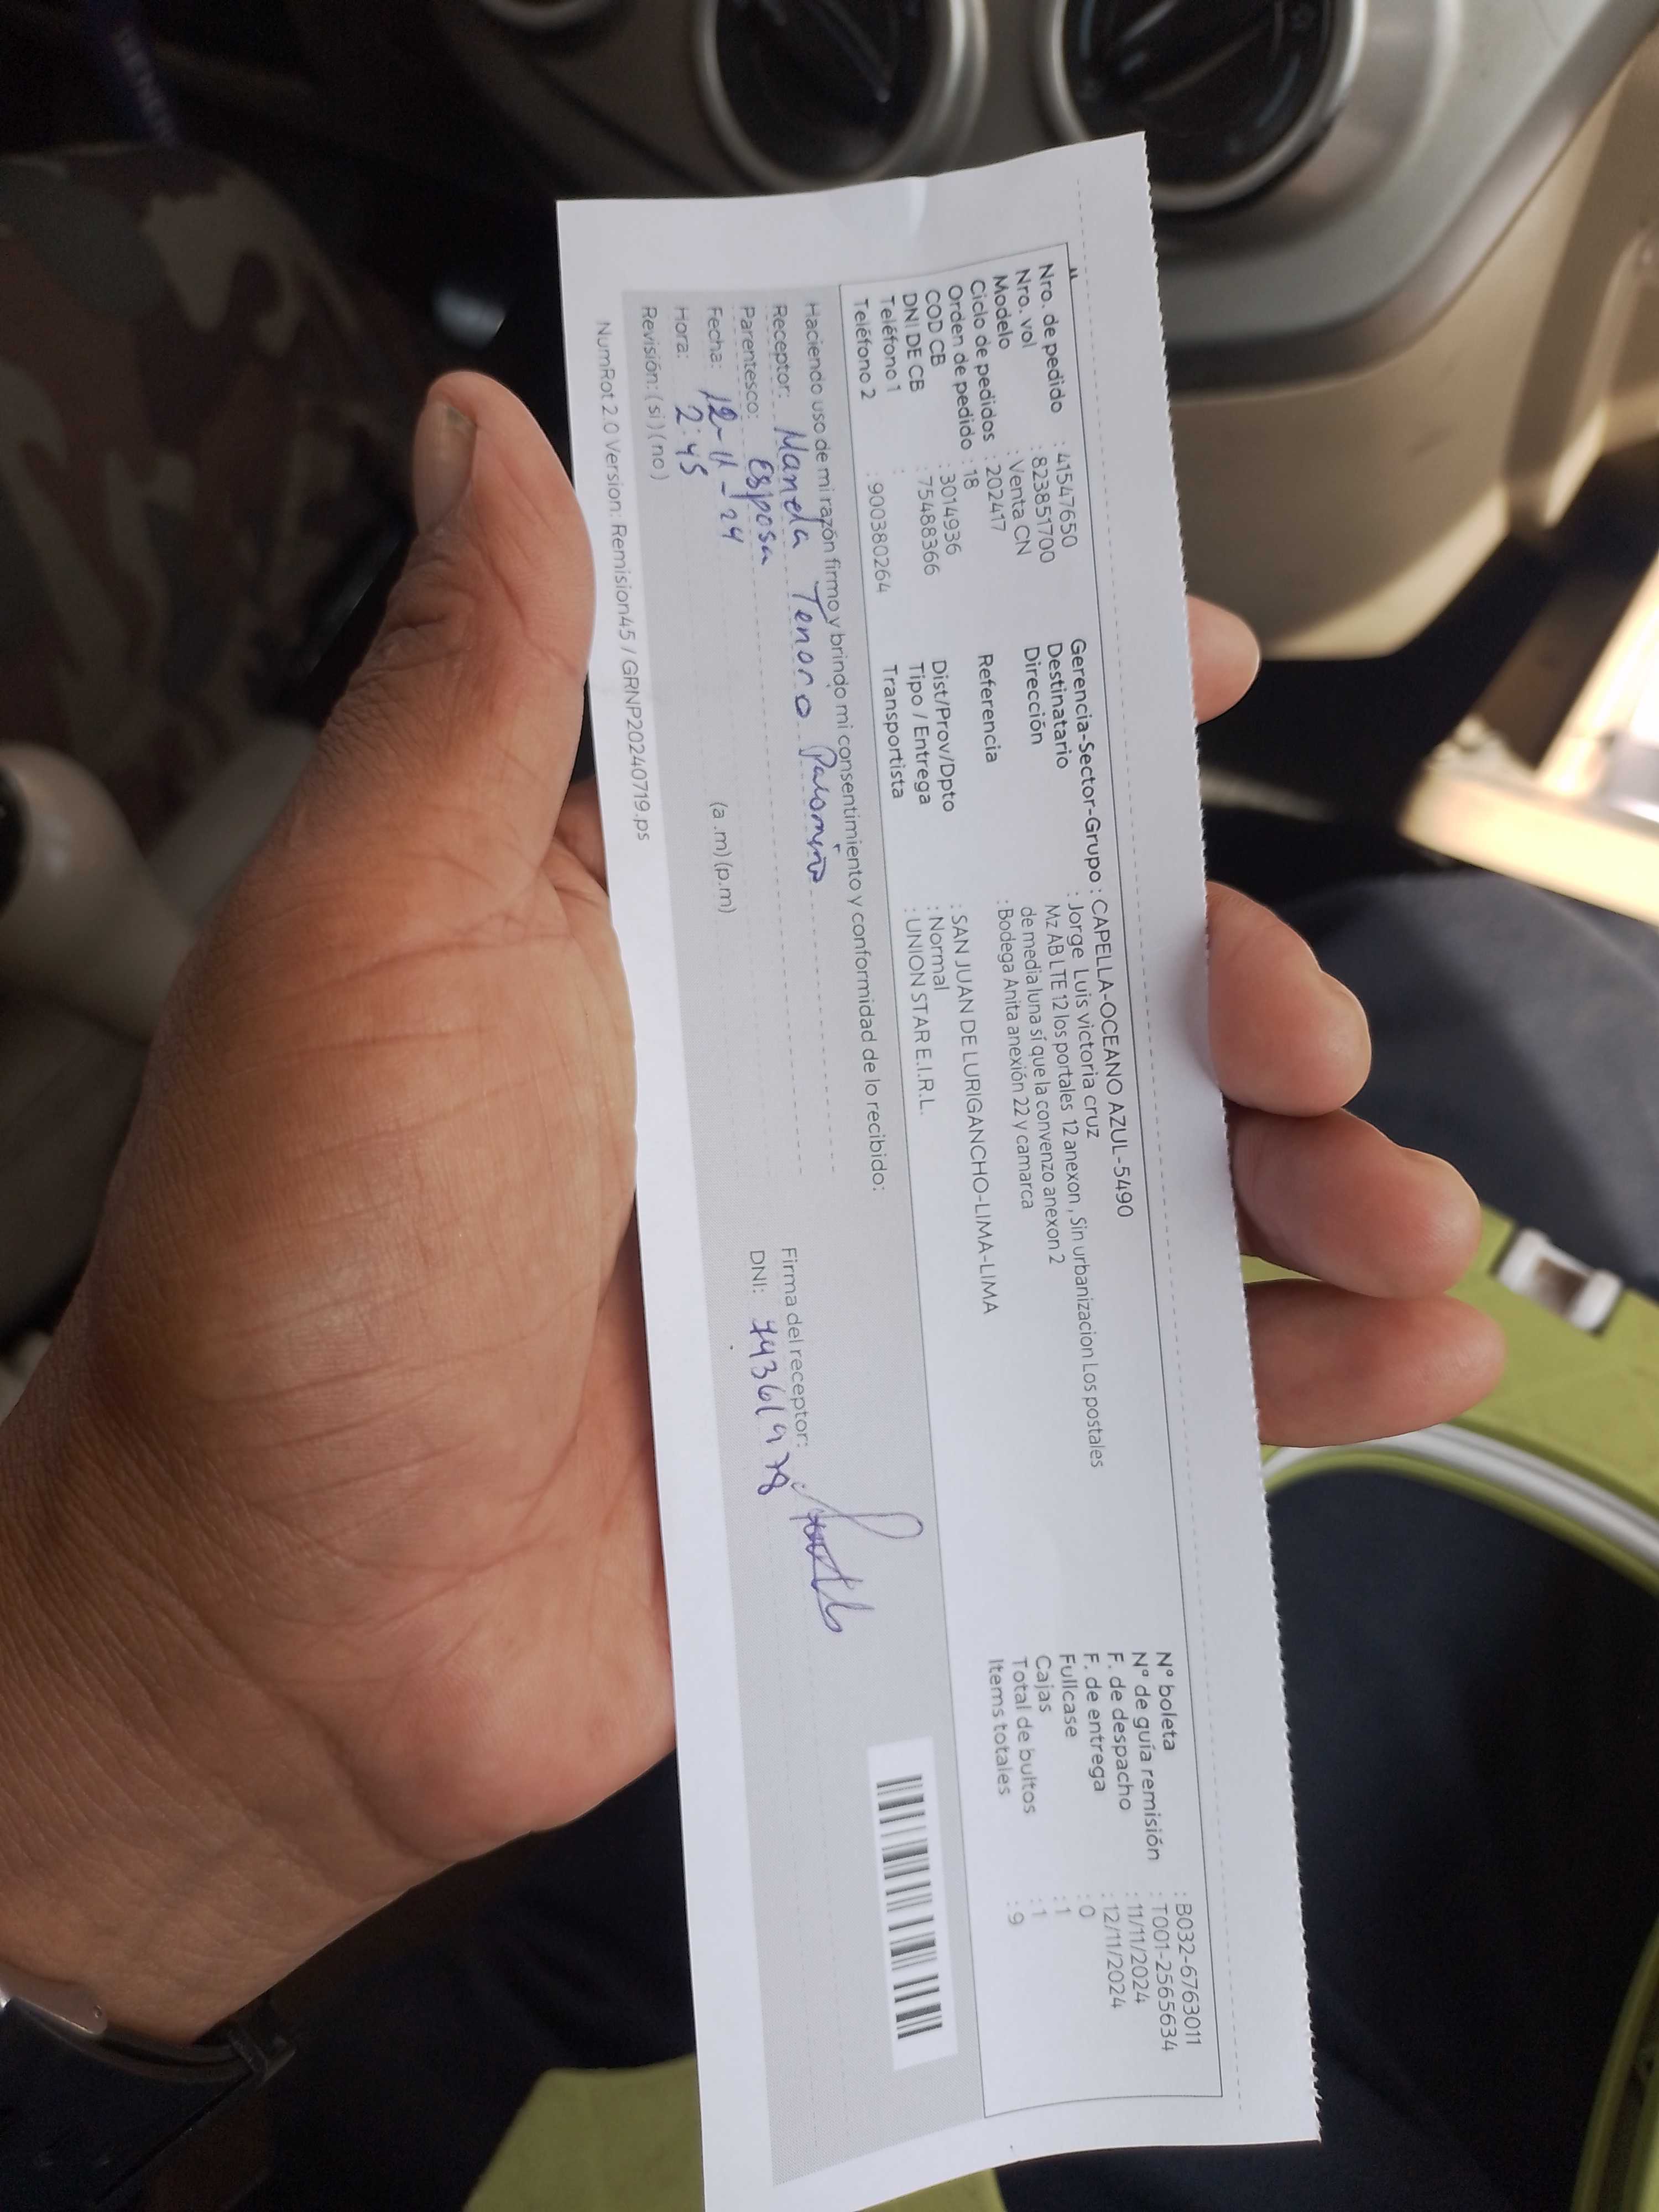 Nro. de pedido : 41547650
Nro. vol : 823851700
Modelo : Venta CN
Ciclo de pedidos : 202417
Orden de pedido : 18
COD CB : 3014936
DNI DE CB : 75488366
Teléfono 1 :
Teléfono 2 : 900380264
Gerencia-Sector-Grupo : CAPELLA-OCEANO AZUL-5490
Destinatario : Jorge Luis victoria cruz
Dirección : Mz AB LTE 12 los portales 12 anexon , Sin urbanizacion Los postales
de media luna sí que la convenzo anexon 2
Referencia : Bodega Anita anexión 22 y camarca
Dist/Prov/Dpto : SAN JUAN DE LURIGANCHO-LIMA-LIMA
Tipo / Entrega : Normal
Transportista : UNION STAR E.I.R.L.
N° boleta : B032-6763011
N° de guía remisión : T001-2565634
F. de despacho : 11/11/2024
F. de entrega : 12/11/2024
Fullcase : 0
Cajas : 1
Total de bultos : 1
Items totales : 9
Haciendo uso de mi razón firmo y brindo mi consentimiento y conformidad de lo recibido:
Receptor: Tenorio Palomino
Parentesco: esposa
Fecha: 12-11-24
Hora: 2:45 (a.m) (p.m)
Revisión: (si) (no)
Firma del receptor:
DNI: 74361978
NumRot 2.0 Version: Remision45 / GRNP20240719.ps